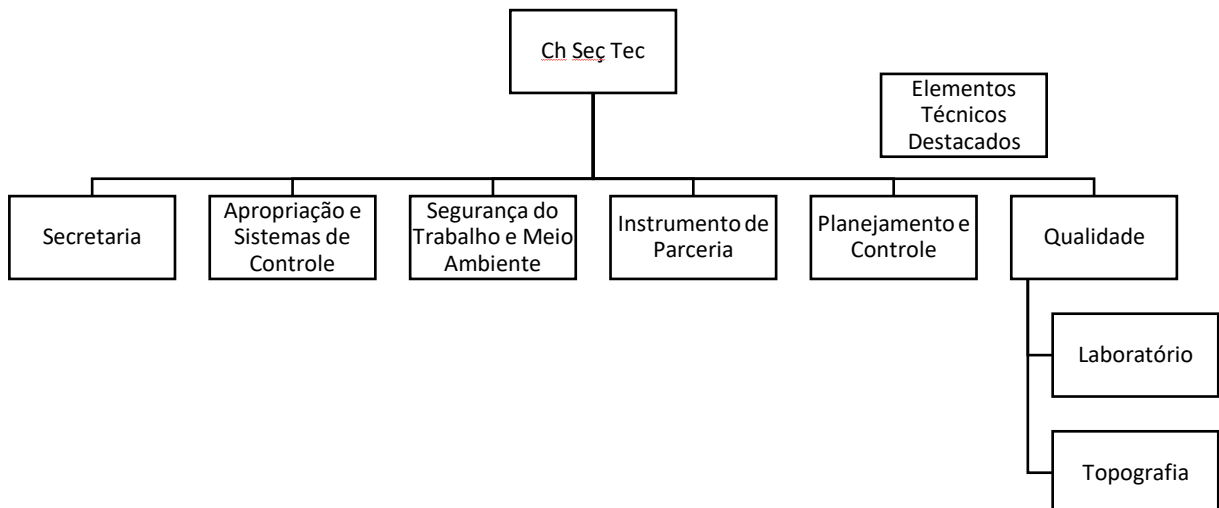 Ch Seç Tec
Elementos
Técnicos
Destacados
Secretaria
Apropriação e
Sistemas de
Controle
Segurança do
Trabalho e Meio
Ambiente
Instrumento de
Parceria
Planejamento e
Controle
Qualidade
Laboratório
Topografia